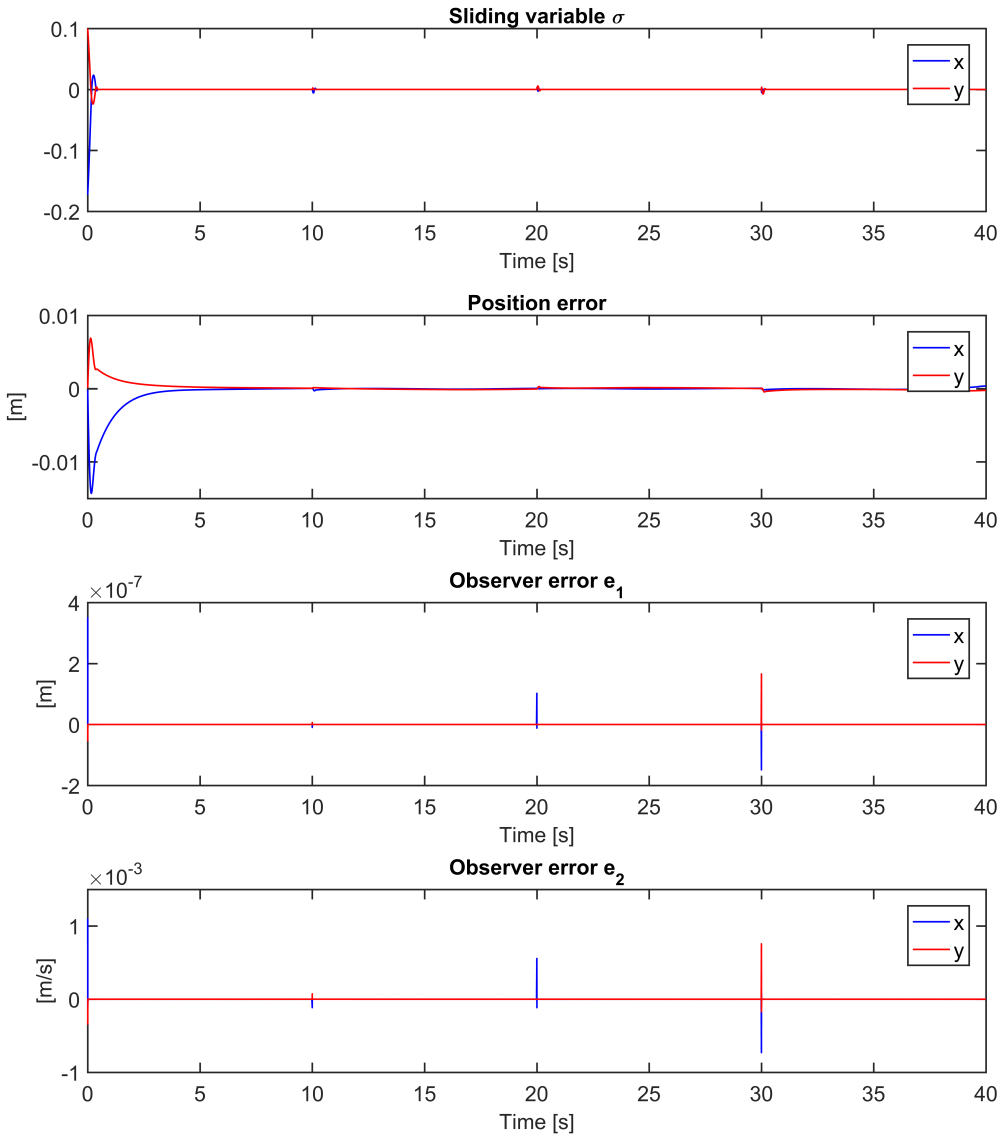 Sliding variable σ
0.1
0
-0.1
-0.2
x
y
0 5 10 15 20 25 30 35 40
Time [s]
Position error
0.01
0
-0.01
[m]
x
y
0 5 10 15 20 25 30 35 40
Time [s]
Observer error e1
×10-7
4
2
0
-2
[m]
x
y
0 5 10 15 20 25 30 35 40
Time [s]
Observer error e2
×10-3
1
0
-1
[m/s]
x
y
0 5 10 15 20 25 30 35 40
Time [s]